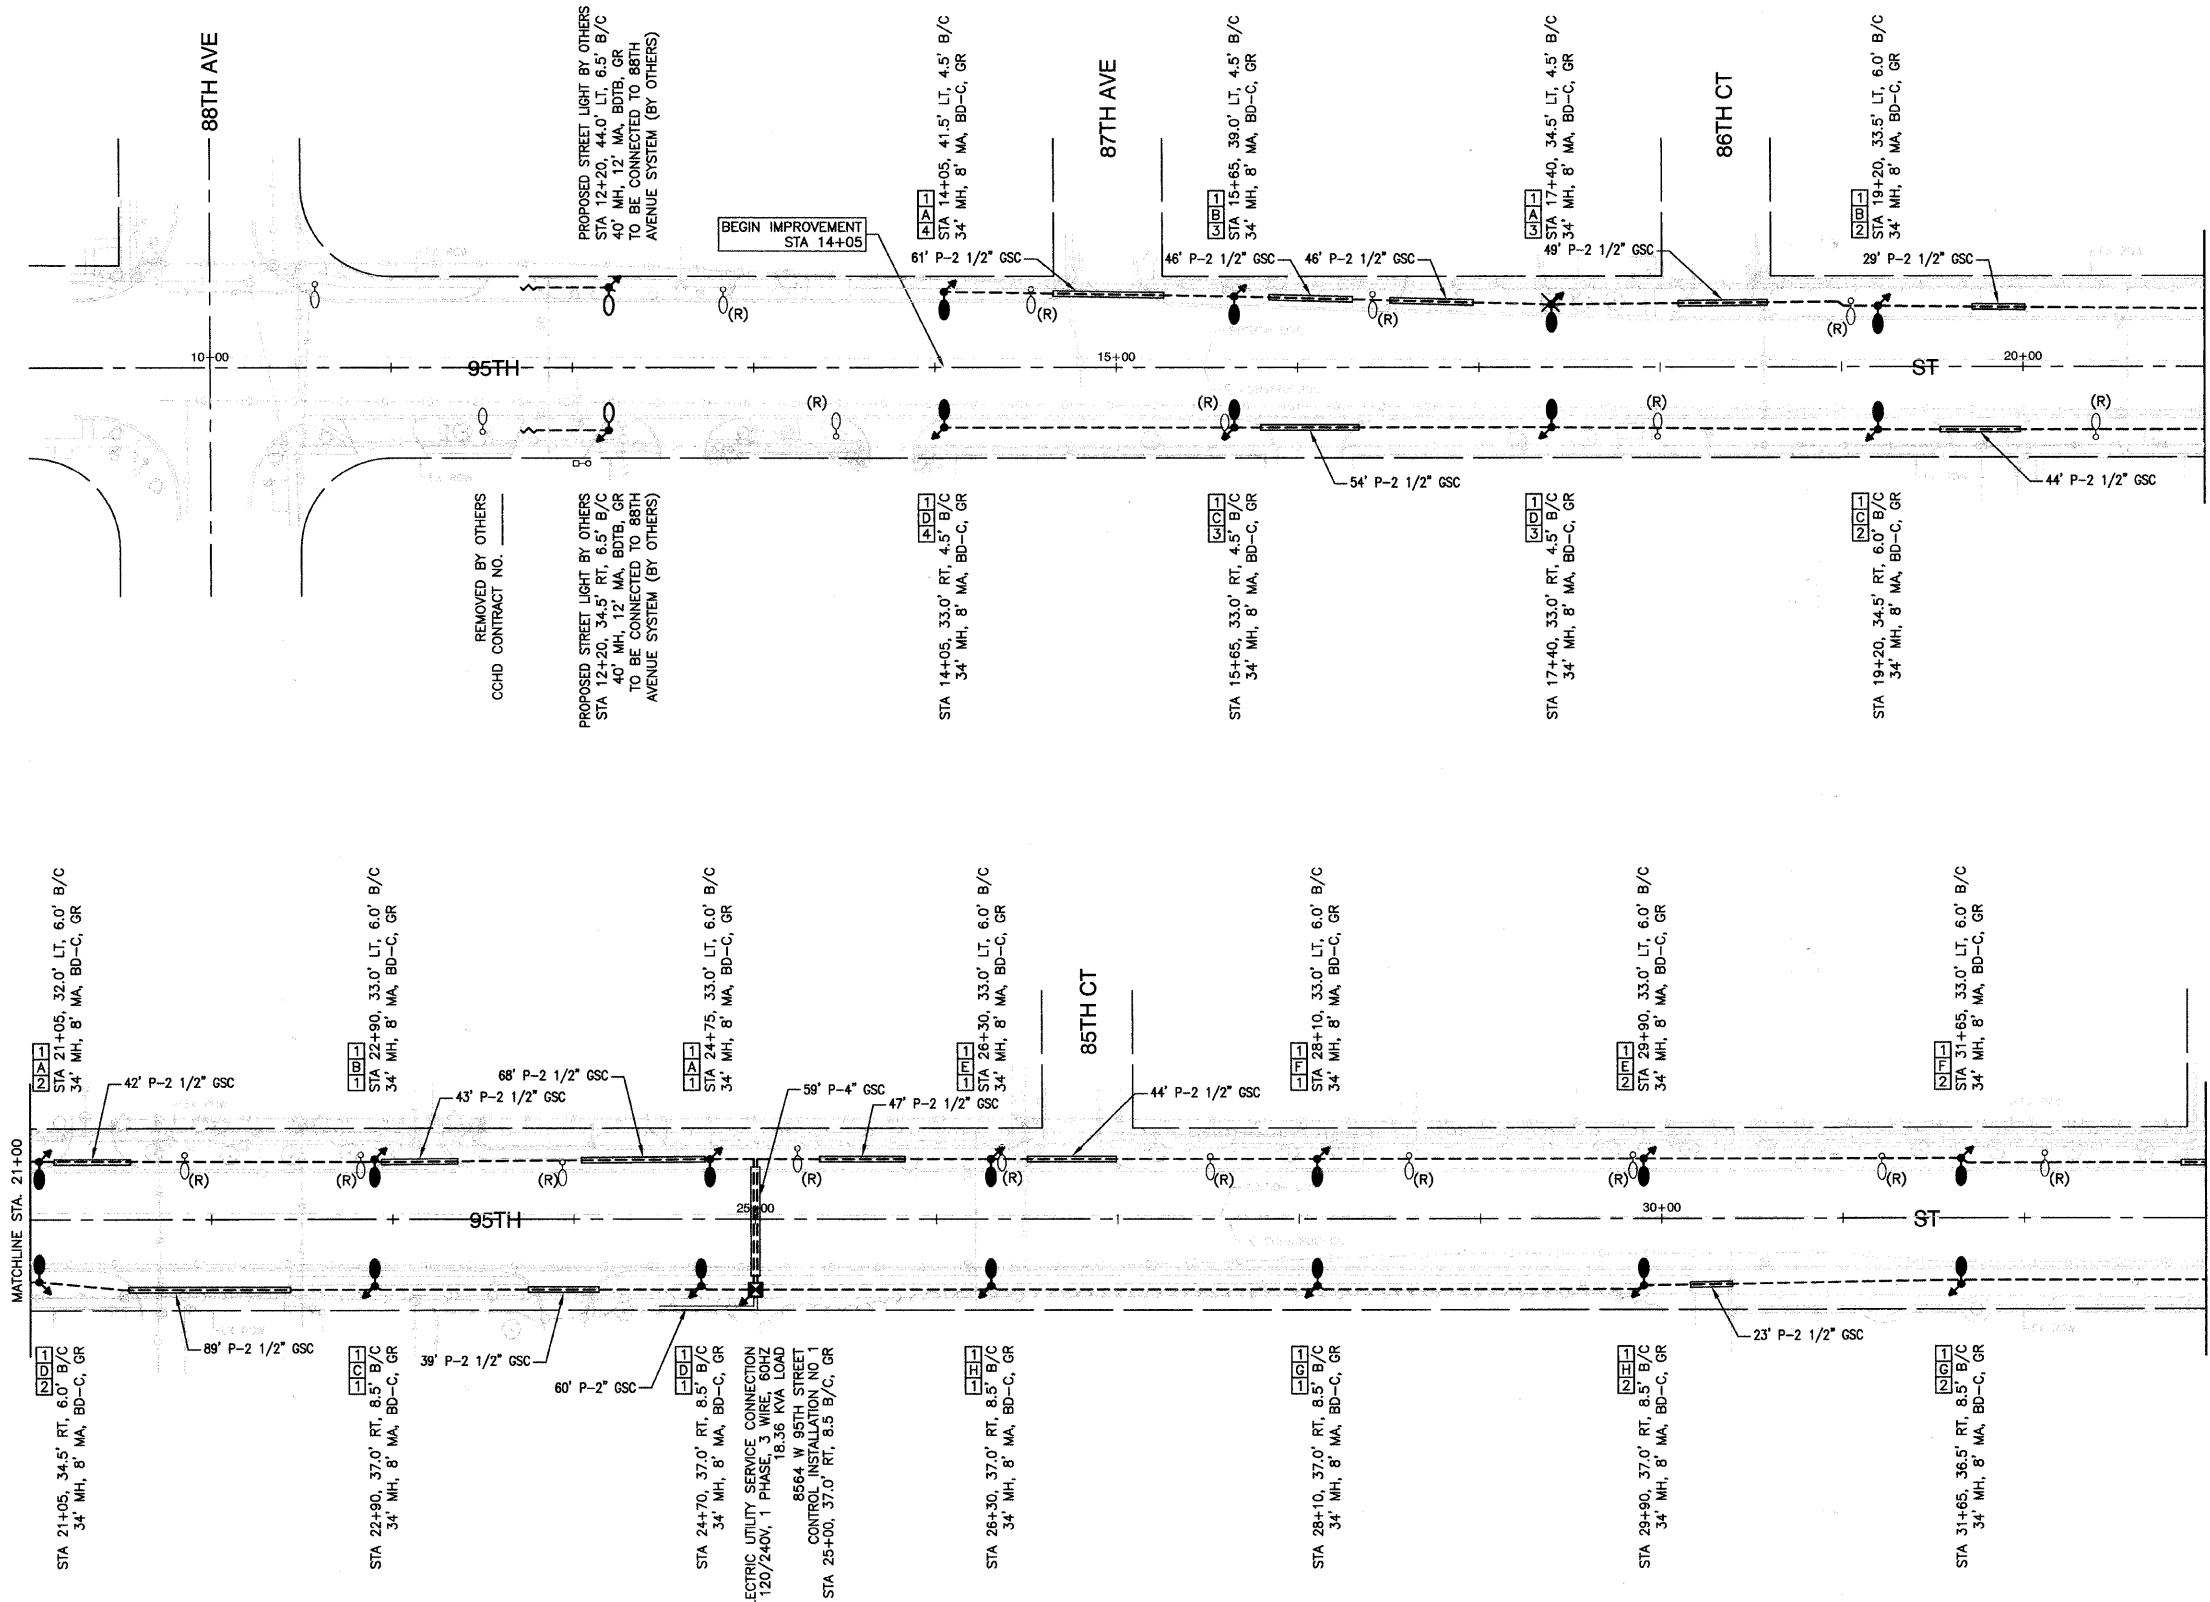 88TH AVE
PROPOSED STREET LIGHT BY OTHERS
STA 12+20, 44.0' LT, 6.5' B/C
40' MH, 12' MA, BDTB, GR
TO BE CONNECTED TO 88TH
AVENUE SYSTEM (BY OTHERS)
BEGIN IMPROVEMENT
STA 14+05
1
A
4
STA 14+05, 41.5' LT, 4.5' B/C
34' MH, 8' MA, BD-C, GR
87TH AVE
1
B
3
STA 15+65, 39.0' LT, 4.5' B/C
34' MH, 8' MA, BD-C, GR
1
A
3
STA 17+40, 34.5' LT, 4.5' B/C
34' MH, 8' MA, BD-C, GR
86TH CT
1
B
2
STA 19+20, 33.5' LT, 6.0' B/C
34' MH, 8' MA, BD-C, GR
61' P-2 1/2" GSC
46' P-2 1/2" GSC
46' P-2 1/2" GSC
49' P-2 1/2" GSC
29' P-2 1/2" GSC
(R)
(R)
(R)
(R)
10+00
95TH
15+00
ST
20+00
(R)
(R)
(R)
(R)
54' P-2 1/2" GSC
44' P-2 1/2" GSC
REMOVED BY OTHERS
CCHD CONTRACT NO.
PROPOSED STREET LIGHT BY OTHERS
STA 12+20, 34.5' RT, 6.5' B/C
40' MH, 12' MA, BDTB, GR
TO BE CONNECTED TO 88TH
AVENUE SYSTEM (BY OTHERS)
1
D
4
STA 14+05, 33.0' RT, 4.5' B/C
34' MH, 8' MA, BD-C, GR
1
C
3
STA 15+65, 33.0' RT, 4.5' B/C
34' MH, 8' MA, BD-C, GR
1
D
3
STA 17+40, 33.0' RT, 4.5' B/C
34' MH, 8' MA, BD-C, GR
1
C
2
STA 19+20, 34.5' RT, 6.0' B/C
34' MH, 8' MA, BD-C, GR
MATCHLINE STA. 21+00
1
A
2
STA 21+05, 32.0' LT, 6.0' B/C
34' MH, 8' MA, BD-C, GR
1
B
1
STA 22+90, 33.0' LT, 6.0' B/C
34' MH, 8' MA, BD-C, GR
1
A
1
STA 24+75, 33.0' LT, 6.0' B/C
34' MH, 8' MA, BD-C, GR
1
E
1
STA 26+30, 33.0' LT, 6.0' B/C
34' MH, 8' MA, BD-C, GR
85TH CT
1
F
1
STA 28+10, 33.0' LT, 6.0' B/C
34' MH, 8' MA, BD-C, GR
1
E
2
STA 29+90, 33.0' LT, 6.0' B/C
34' MH, 8' MA, BD-C, GR
1
F
2
STA 31+65, 33.0' LT, 6.0' B/C
34' MH, 8' MA, BD-C, GR
42' P-2 1/2" GSC
43' P-2 1/2" GSC
68' P-2 1/2" GSC
59' P-4" GSC
47' P-2 1/2" GSC
44' P-2 1/2" GSC
(R)
(R)
(R)
(R)
(R)
(R)
(R)
(R)
(R)
(R)
95TH
25+00
30+00
ST
89' P-2 1/2" GSC
39' P-2 1/2" GSC
60' P-2" GSC
23' P-2 1/2" GSC
1
D
2
STA 21+05, 34.5' RT, 6.0' B/C
34' MH, 8' MA, BD-C, GR
1
C
1
STA 22+90, 37.0' RT, 8.5' B/C
34' MH, 8' MA, BD-C, GR
1
D
1
STA 24+70, 37.0' RT, 8.5' B/C
34' MH, 8' MA, BD-C, GR
LECTRIC UTILITY SERVICE CONNECTION
120/240V, 1 PHASE, 3 WIRE, 60HZ
18.36 KVA LOAD
8564 W 95TH STREET
CONTROL INSTALLATION NO 1
STA 25+00, 37.0' RT, 8.5 B/C, GR
1
H
1
STA 26+30, 37.0' RT, 8.5' B/C
34' MH, 8' MA, BD-C, GR
1
G
1
STA 28+10, 37.0' RT, 8.5' B/C
34' MH, 8' MA, BD-C, GR
1
H
2
STA 29+90, 37.0' RT, 8.5' B/C
34' MH, 8' MA, BD-C, GR
1
G
2
STA 31+65, 36.5' RT, 8.5' B/C
34' MH, 8' MA, BD-C, GR